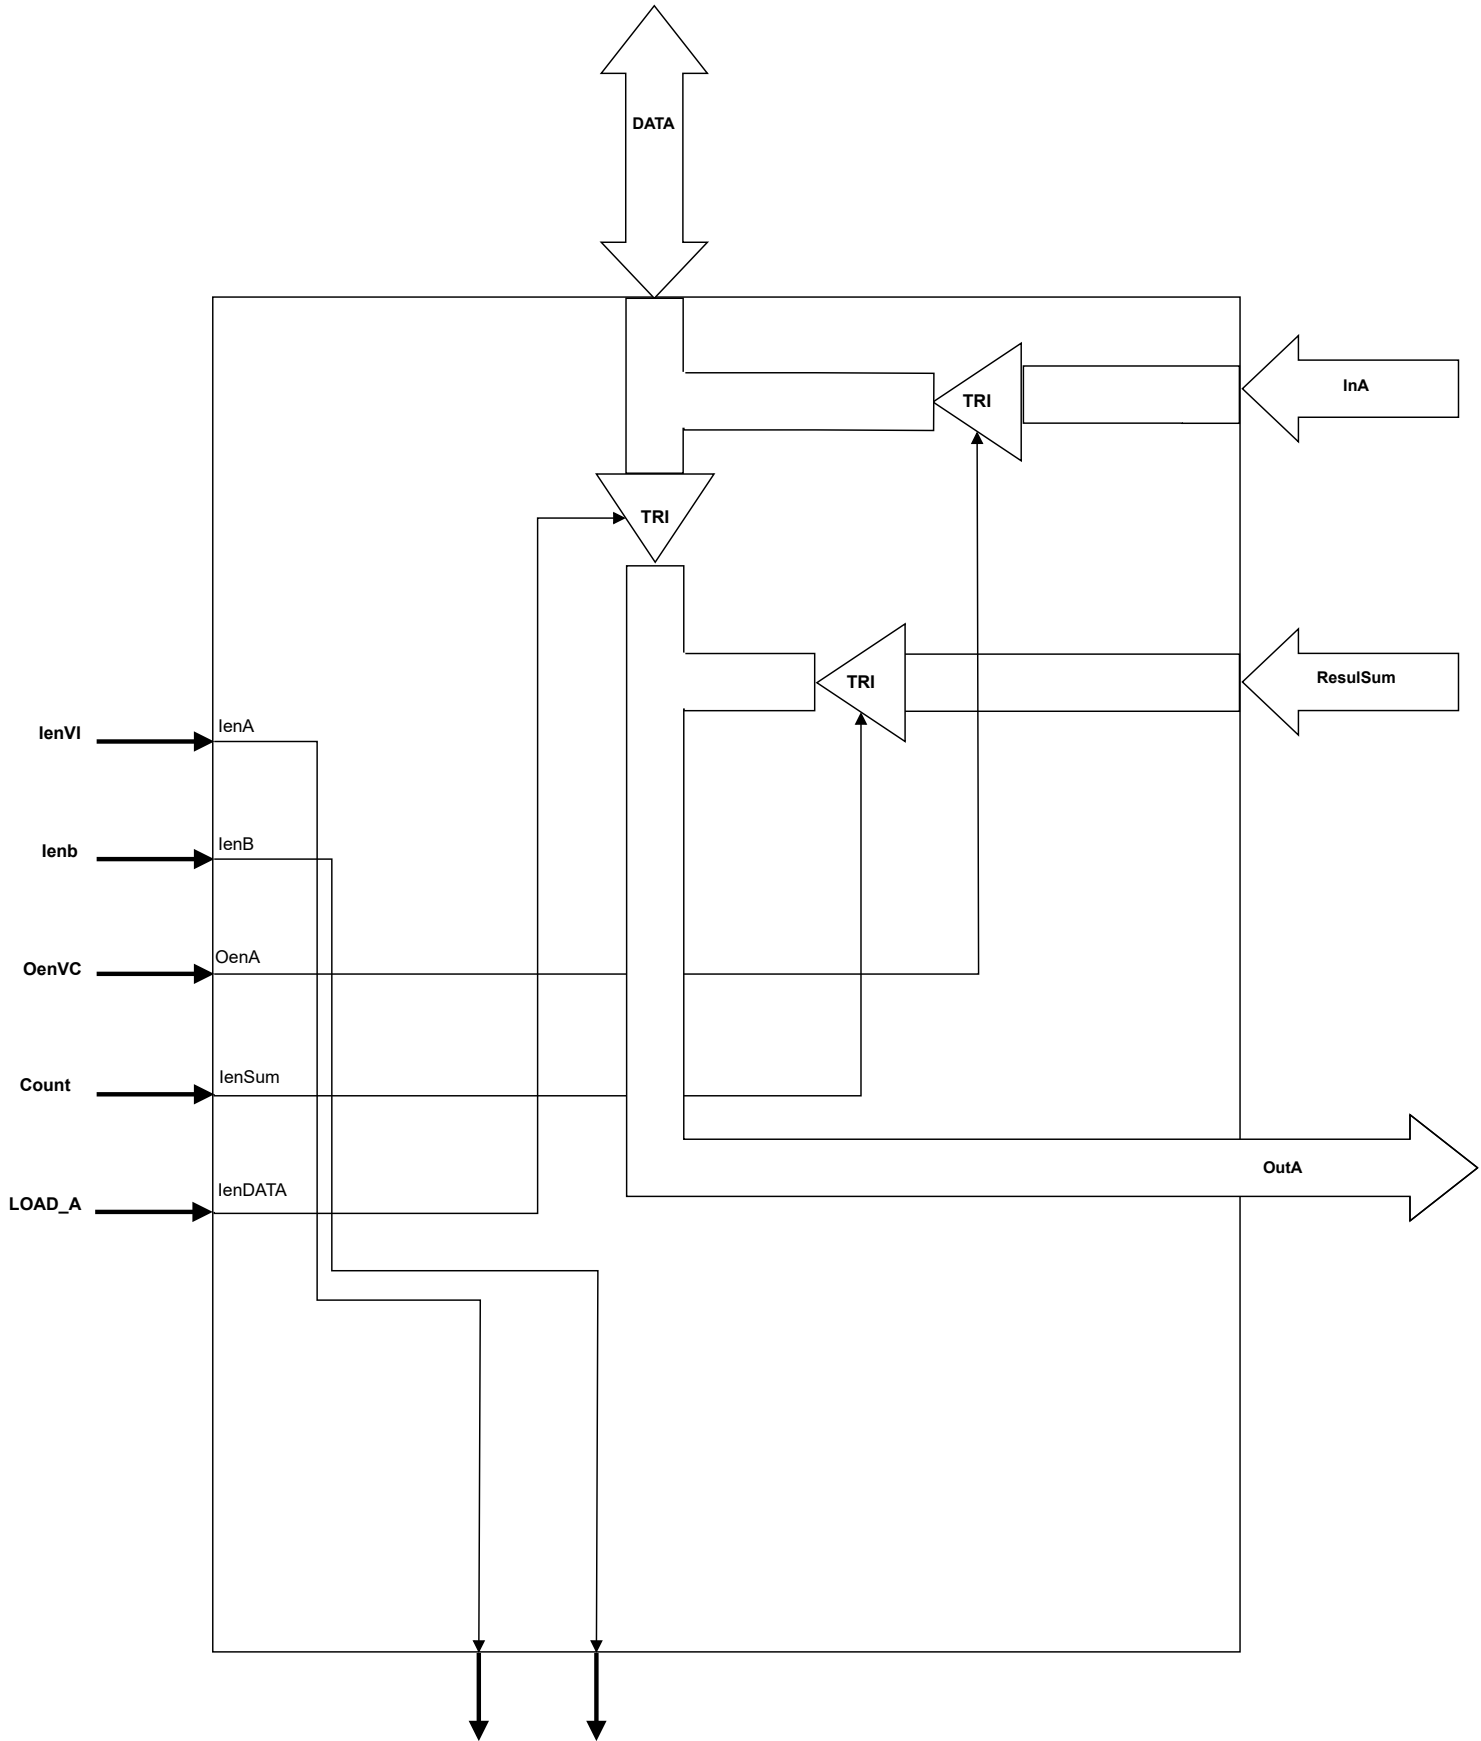 DATA
TRI
InA
TRI
TRI
ResulSum
IenVI
IenA
Ienb
IenB
OenVC
OenA
Count
IenSum
OutA
LOAD_A
IenDATA